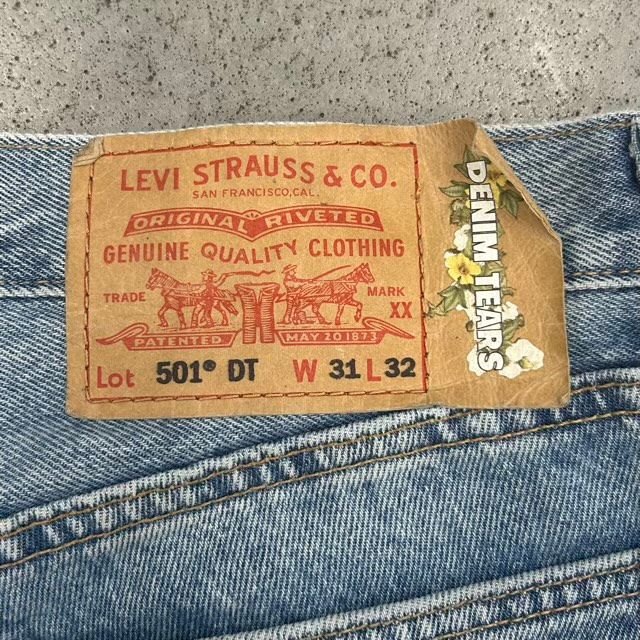 LEVI STRAUSS & CO.
SAN FRANCISCO, CAL.
ORIGINAL RIVETED
GENUINE QUALITY CLOTHING
TRADE MARK
XX
PATENTED MAY 20 1873
Lot 501® DT W 31 L 32
DENIM TEARS